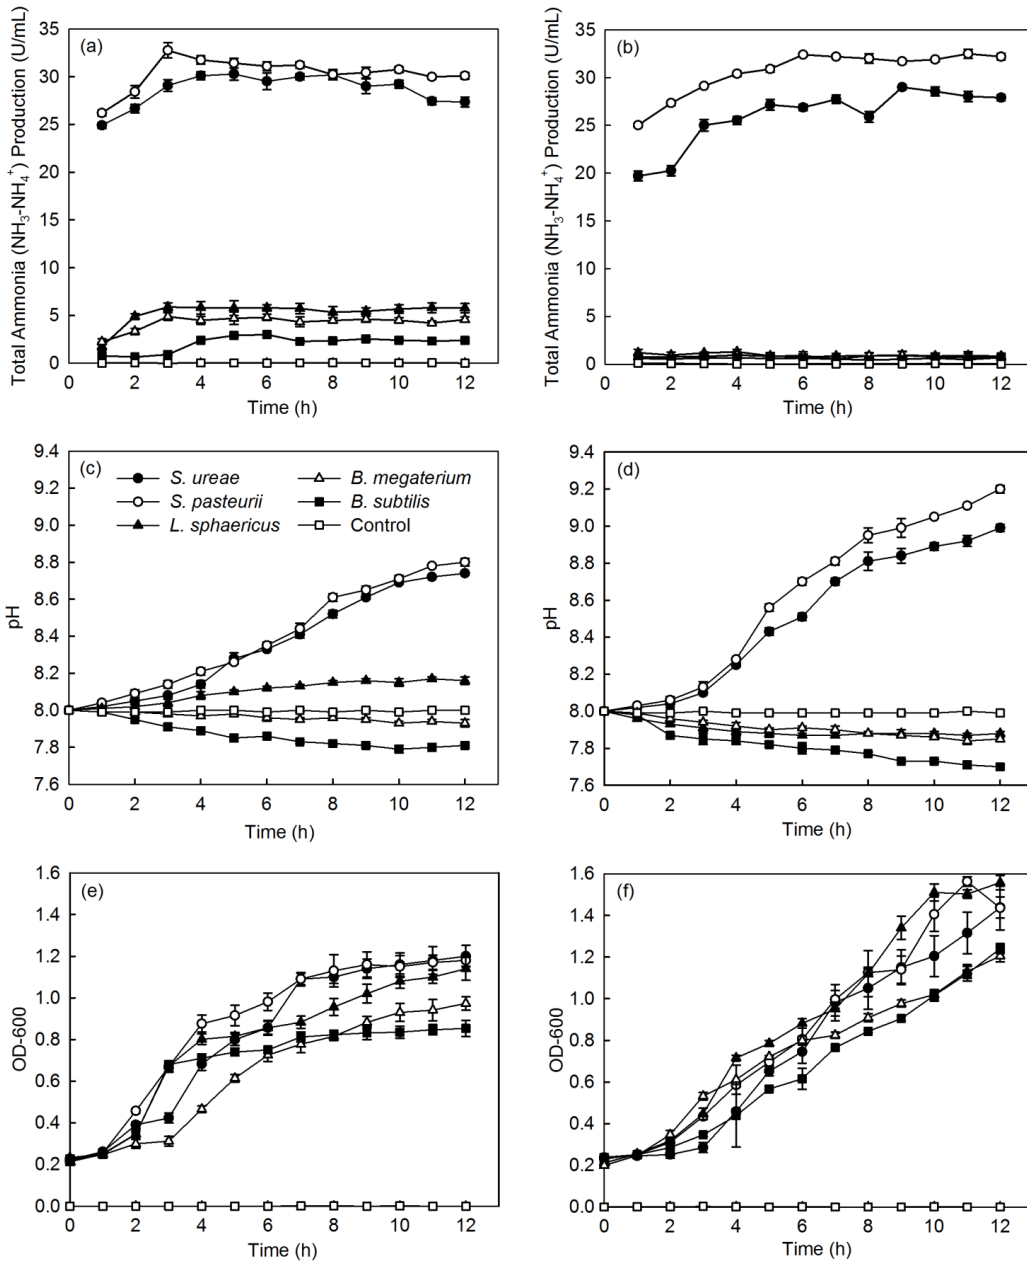 (a)
Total Ammonia (NH₃-NH₄⁺) Production (U/mL)
35
30
25
20
15
10
5
0
0 2 4 6 8 10 12
Time (h)
(b)
Total Ammonia (NH₃-NH₄⁺) Production (U/mL)
35
30
25
20
15
10
5
0
0 2 4 6 8 10 12
Time (h)
(c)
S. ureae
S. pasteurii
L. sphaericus
B. megaterium
B. subtilis
Control
pH
9.4
9.2
9.0
8.8
8.6
8.4
8.2
8.0
7.8
7.6
0 2 4 6 8 10 12
Time (h)
(d)
pH
9.4
9.2
9.0
8.8
8.6
8.4
8.2
8.0
7.8
7.6
0 2 4 6 8 10 12
Time (h)
(e)
OD-600
1.6
1.4
1.2
1.0
0.8
0.6
0.4
0.2
0.0
0 2 4 6 8 10 12
Time (h)
(f)
OD-600
1.6
1.4
1.2
1.0
0.8
0.6
0.4
0.2
0.0
0 2 4 6 8 10 12
Time (h)